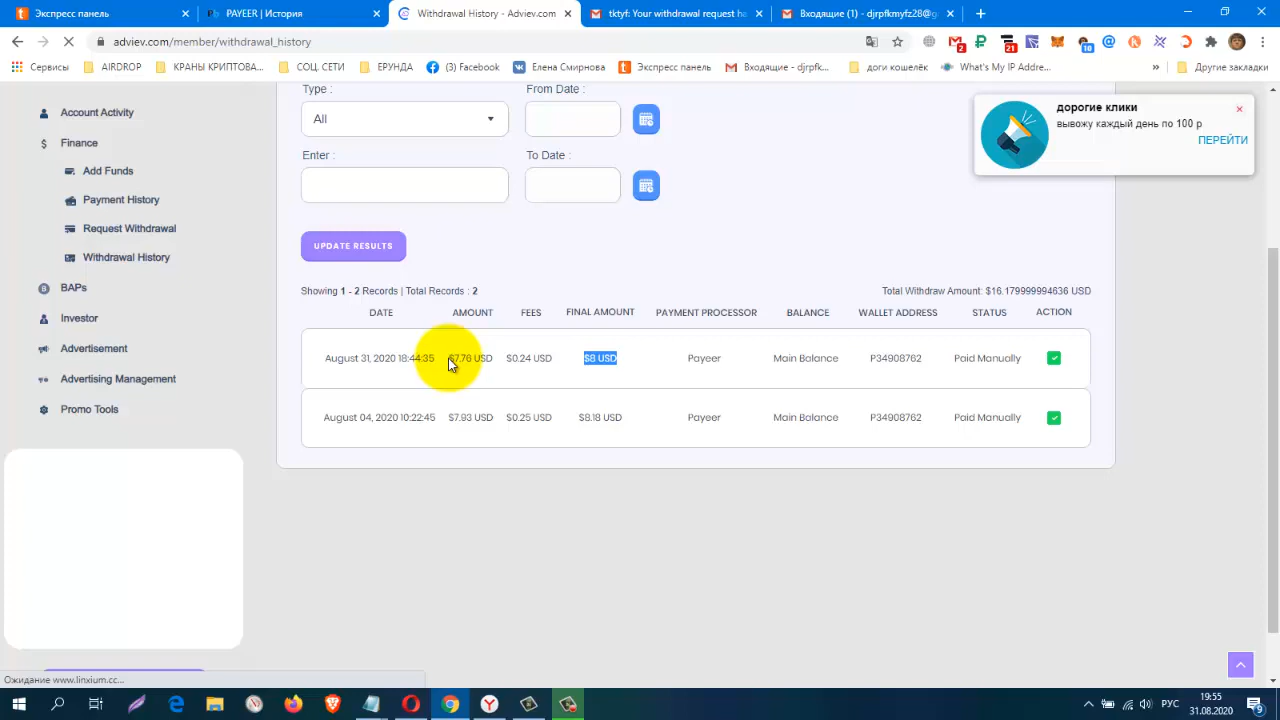 Экспресс точка
PAYEER | История
Withdrawal History - Adviev.com
tktyf: Your withdrawal request ha
Входящие (1) - djrpfkmyfz28@g
adviev.com/member/withdrawal_history
2
21
16
Сервисы
AIRDROP
КРАНЫ КРИПТОВА...
СОЦ. СЕТИ
ЕРУНДА
(3) Facebook
Елена Смирнова
Экспресс точка
Входящие - djrpfk...
доги кошелёк
What's My IP Addre...
»
Другие закладки
Account Activity
Finance
Add Funds
Payment History
Request Withdrawal
Withdrawal History
BAPs
Investor
Advertisement
Advertising Management
Promo Tools
Type :
From Date :
All
Enter :
To Date :
UPDATE RESULTS
дорогие клики
вывожу каждый день по 100 р
ПЕРЕЙТИ
Showing 1 - 2 Records | Total Records : 2
Total Withdraw Amount: $16.179999994636 USD
DATE AMOUNT FEES FINAL AMOUNT PAYMENT PROCESSOR BALANCE WALLET ADDRESS STATUS ACTION
August 31, 2020 18:44:35 $7.76 USD $0.24 USD $8 USD Payeer Main Balance P34908762 Paid Manually
August 04, 2020 10:22:45 $7.93 USD $0.25 USD $8.18 USD Payeer Main Balance P34908762 Paid Manually
Ожидание www.linxium.cc...
РУС
19:55
31.08.2020
9